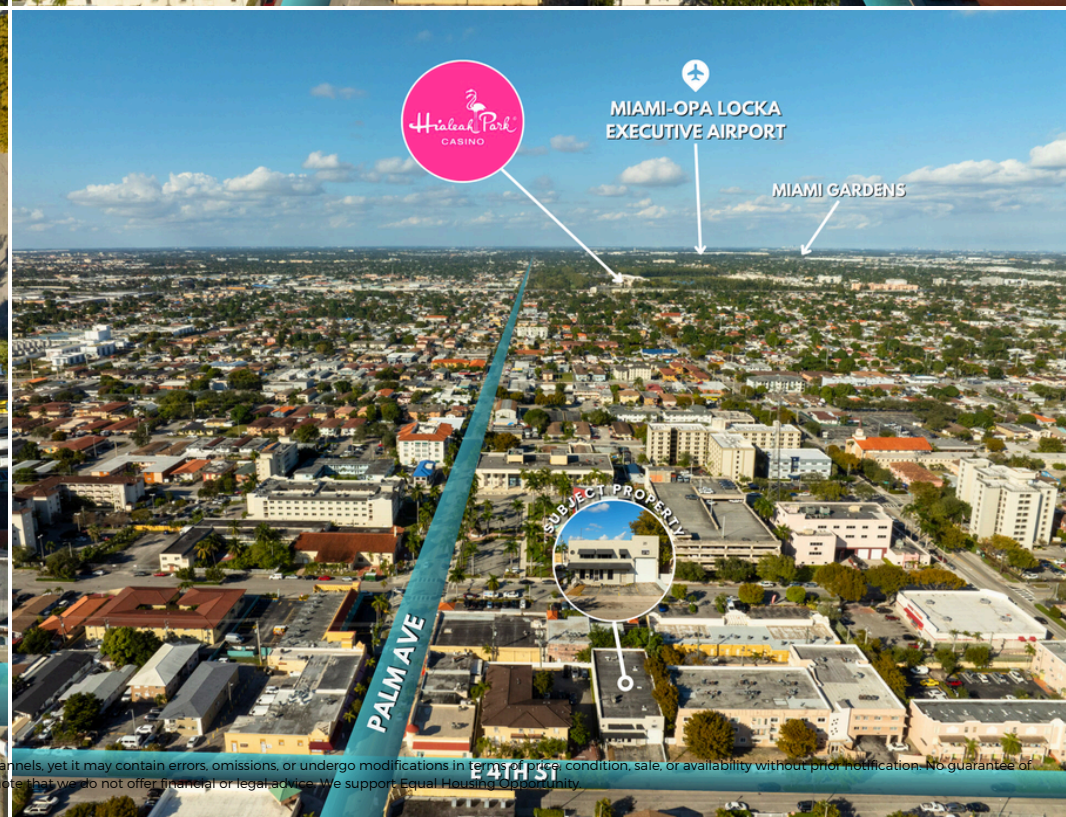 Hialeah Park
CASINO
MIAMI-OPA LOCKA
EXECUTIVE AIRPORT
MIAMI GARDENS
SUBJECT PROPERTY
PALM AVE
E 4TH ST
yet it may contain errors, omissions, or undergo modifications in terms of price, condition, sale, or availability without prior notification. No guarantee of
that we do not offer financial or legal advice. We support Equal Housing Opportunity.